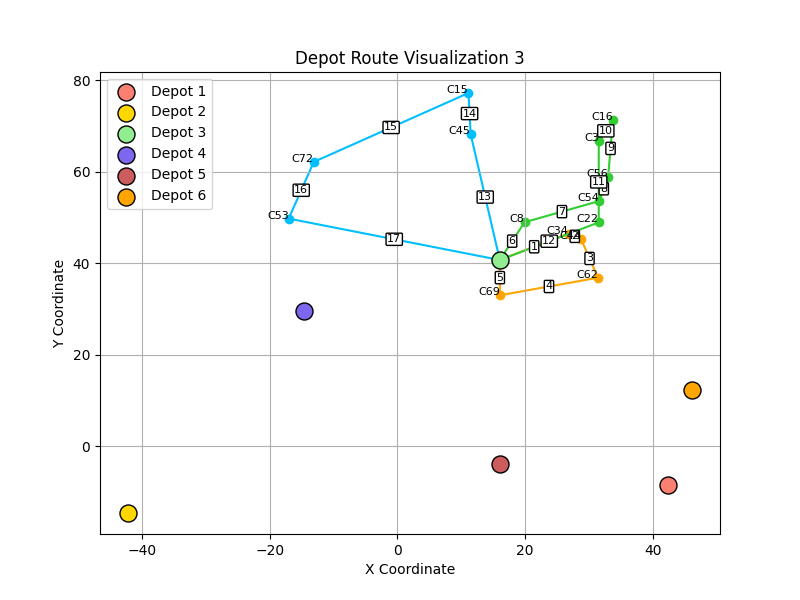 Depot Route Visualization 3
Depot 1
Depot 2
Depot 3
Depot 4
Depot 5
Depot 6
Y Coordinate
80
60
40
20
0
−40
−20
0
20
40
X Coordinate
C15
14
C45
15
C72
16
C53
13
17
C16
10
C3
9
C56
11
8
C54
C8
7
C22
C34
6
1
12
3
C62
5
4
C69